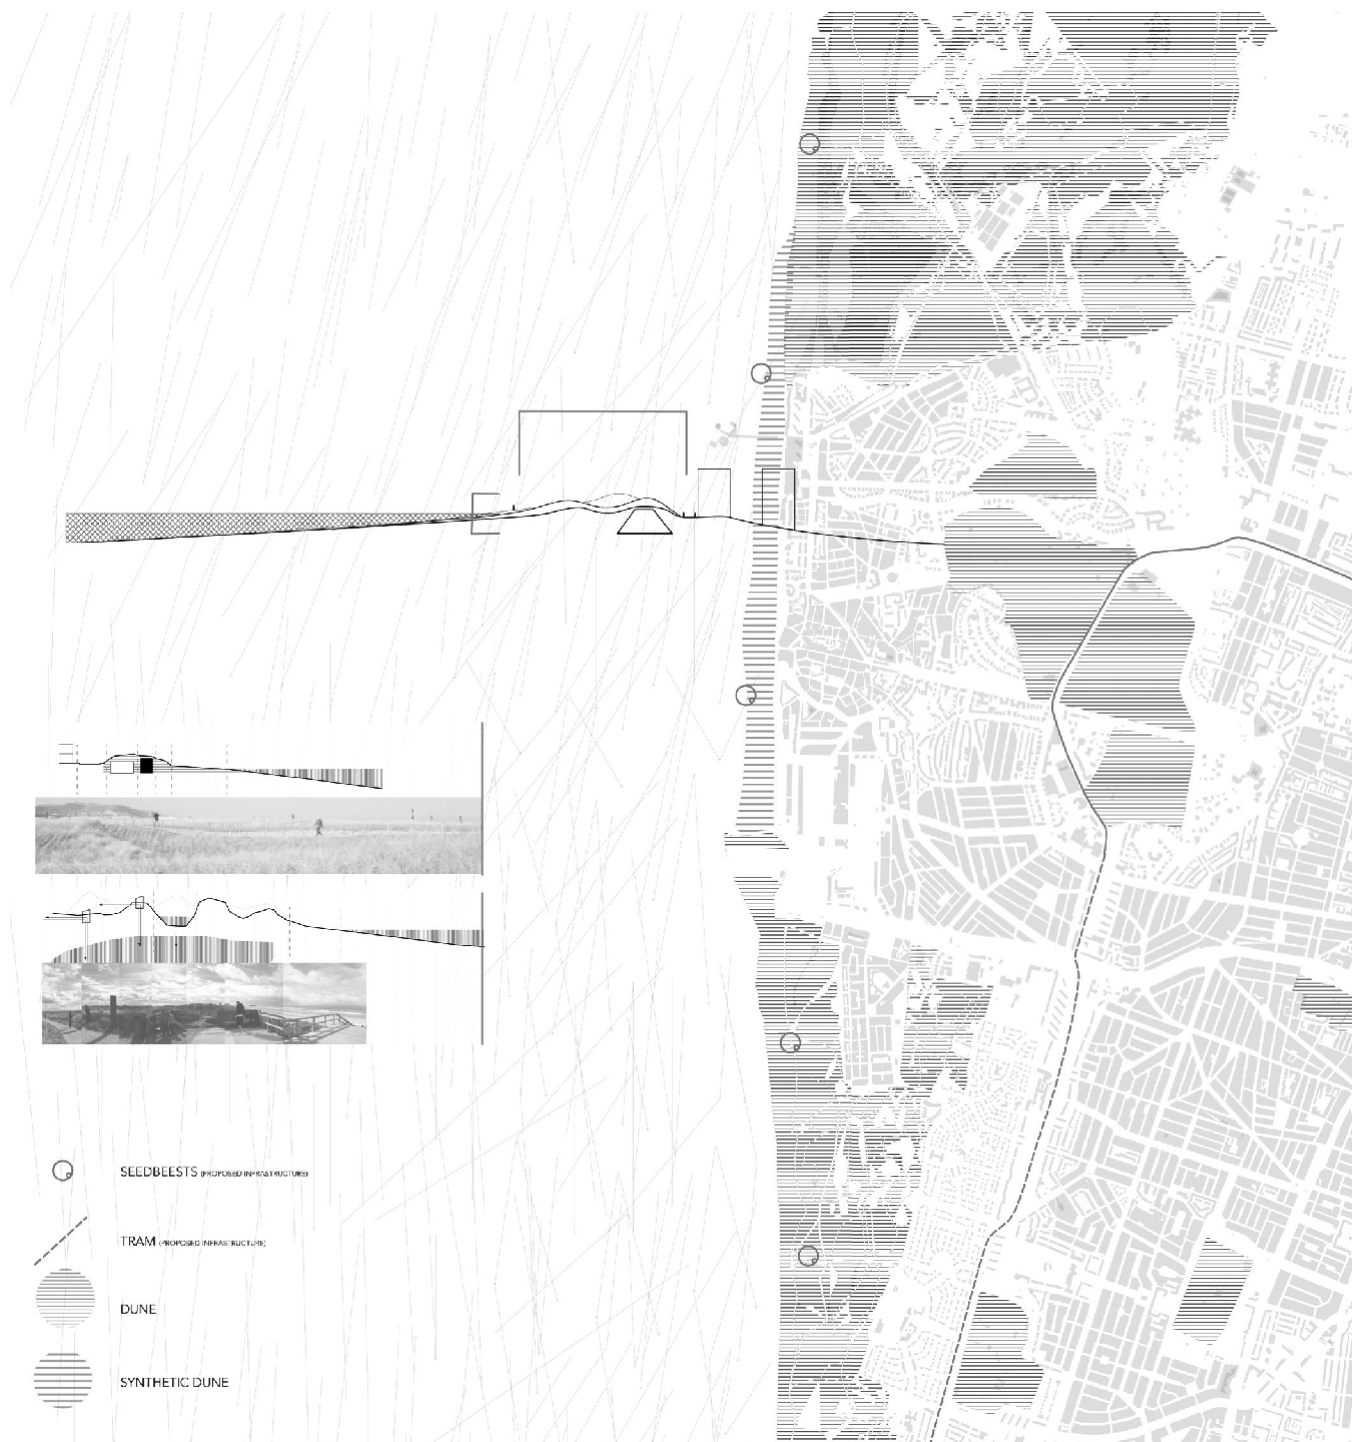 SEEDBEESTS (PROPOSED INFRASTRUCTURE)
TRAM (PROPOSED INFRASTRUCTURE)
DUNE
SYNTHETIC DUNE